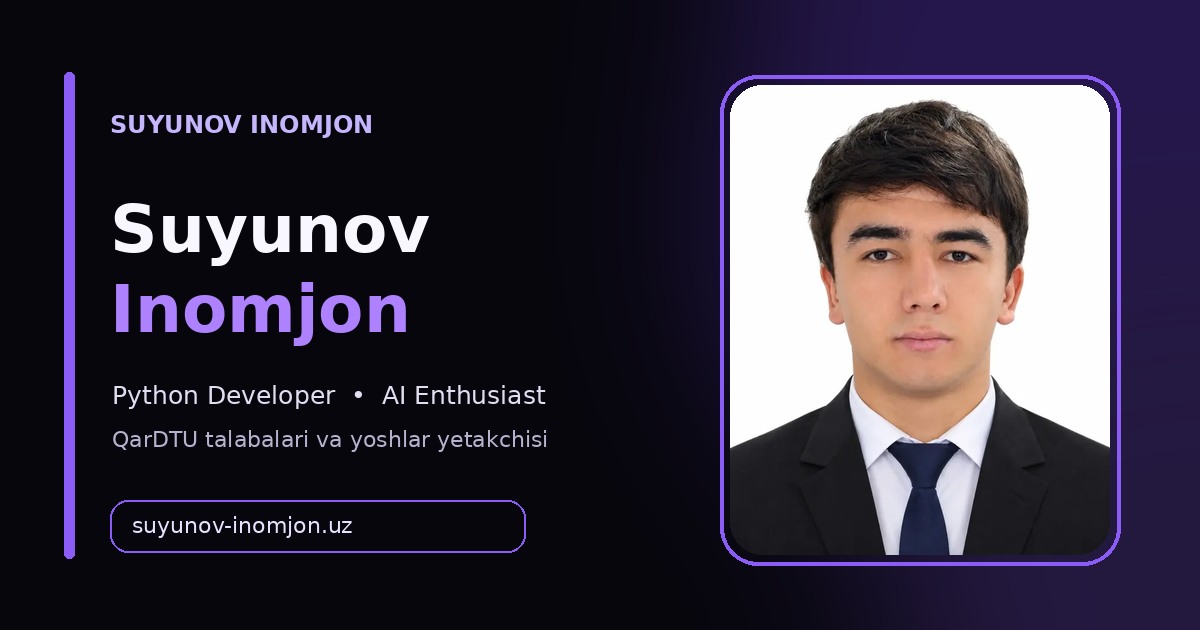 SUYUNOV INOMJON
Suyunov
Inomjon
Python Developer • AI Enthusiast
QarDTU talabalari va yoshlar yetakchisi
suyunov-inomjon.uz